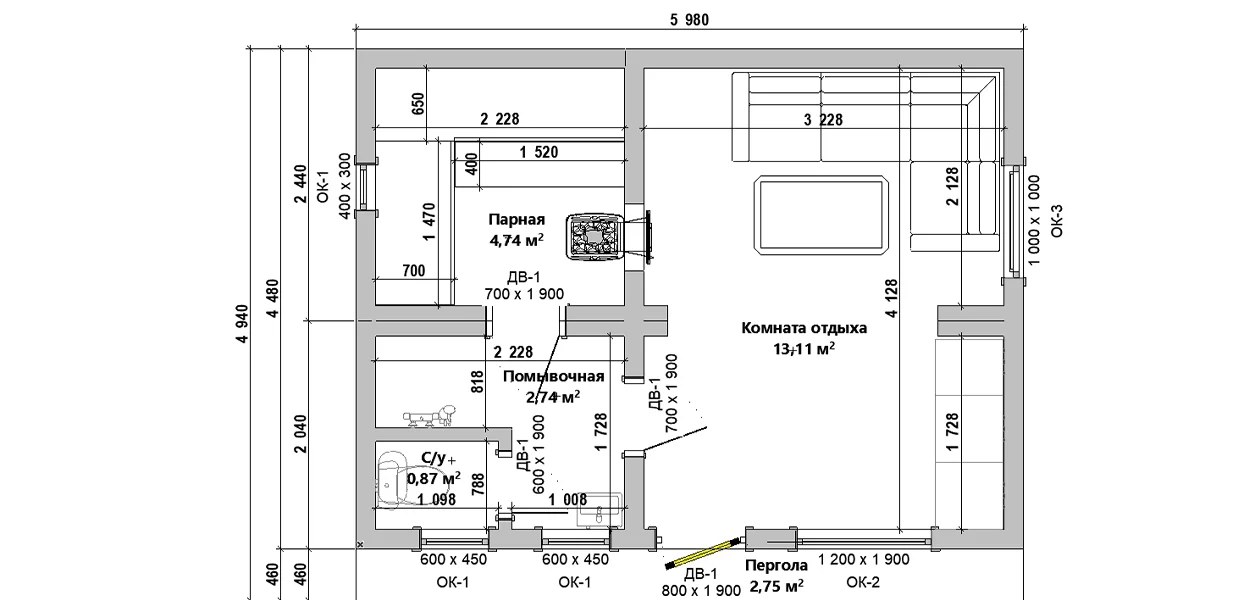 5 980
650
2 228
3 228
1 520
400
2 440
ОК-1
400 x 300
2 128
1 000 x 1 000
ОК-3
1 470
Парная
4,74 м²
700
ДВ-1
700 x 1 900
4 940
4 480
4 128
Комната отдыха
13,11 м²
2 228
818
Помывочная
2,74 м²
ДВ-1
700 x 1 900
2 040
1 728
1 728
ДВ-1
600 x 1 900
С/у
0,87 м²
788
1 098
1 008
600 x 450
ОК-1
600 x 450
ОК-1
ДВ-1
800 x 1 900
Пергола
2,75 м²
1 200 x 1 900
ОК-2
460
460